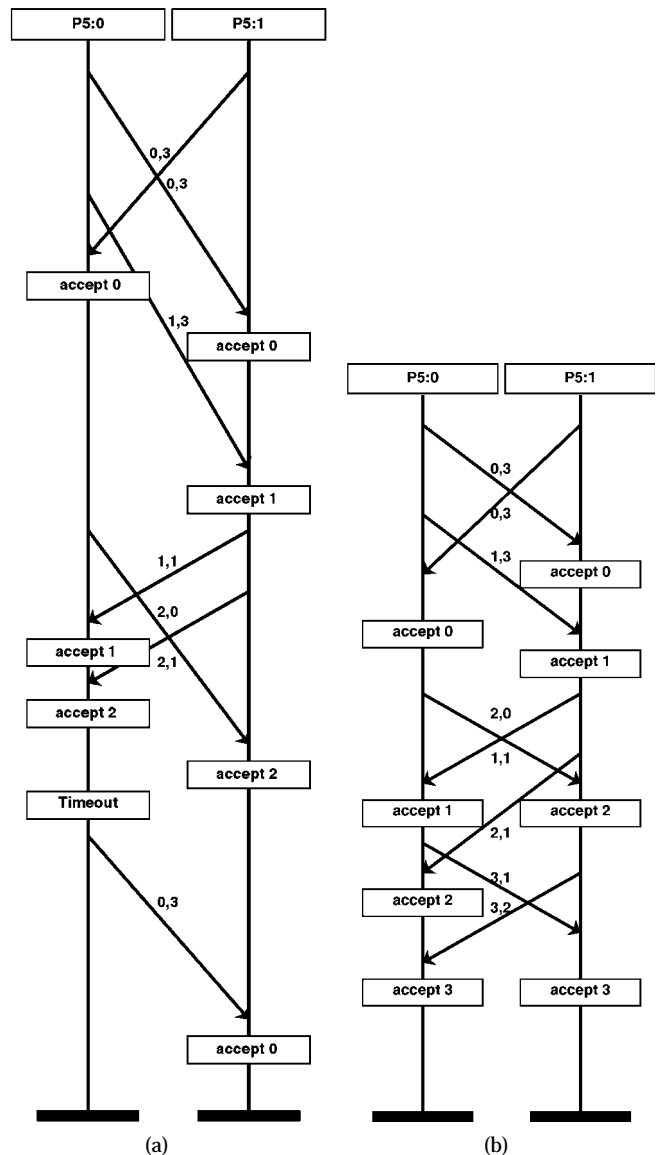 P5:0
P5:1
0,3
0,3
accept 0
1,3
accept 0
accept 1
1,1
2,0
accept 1
2,1
accept 2
accept 2
Timeout
0,3
accept 0
(a)
P5:0
P5:1
0,3
0,3
1,3
accept 0
accept 0
accept 1
2,0
1,1
accept 1
accept 2
2,1
3,1
accept 2
3,2
accept 3
accept 3
(b)